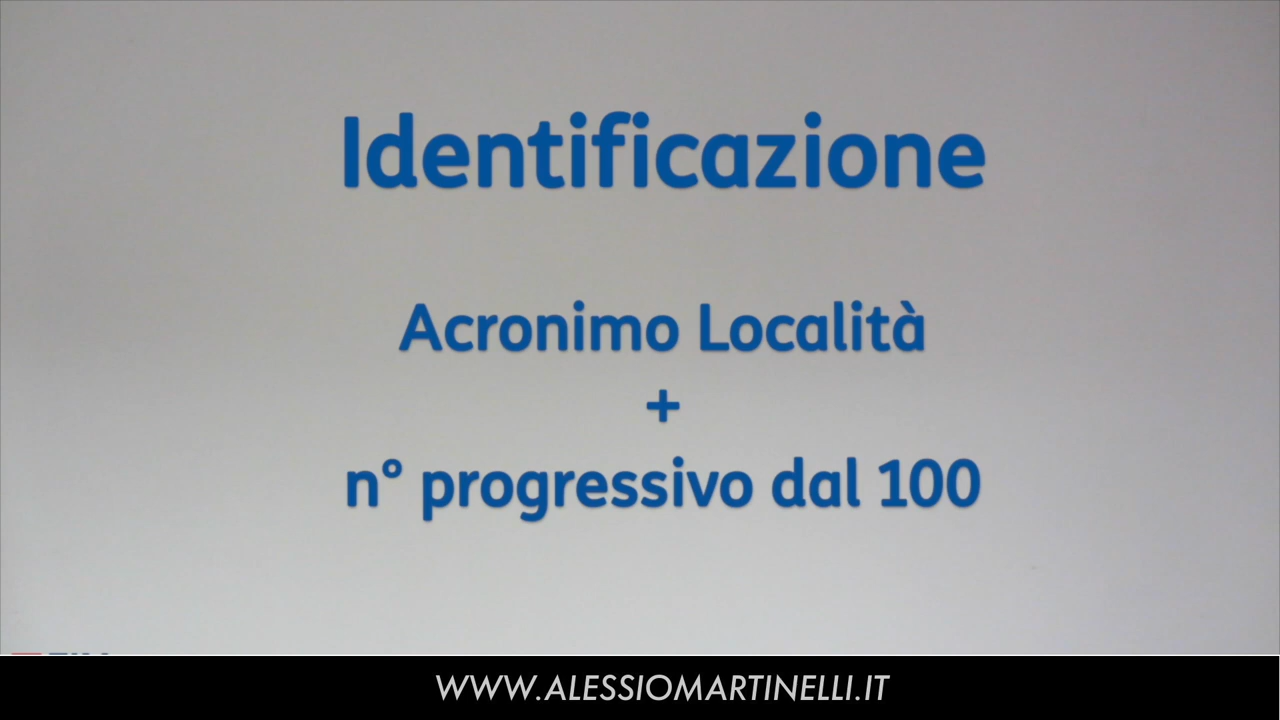 Identificazione
Acronimo Località
+
n° progressivo dal 100
WWW.ALESSIOMARTINELLI.IT